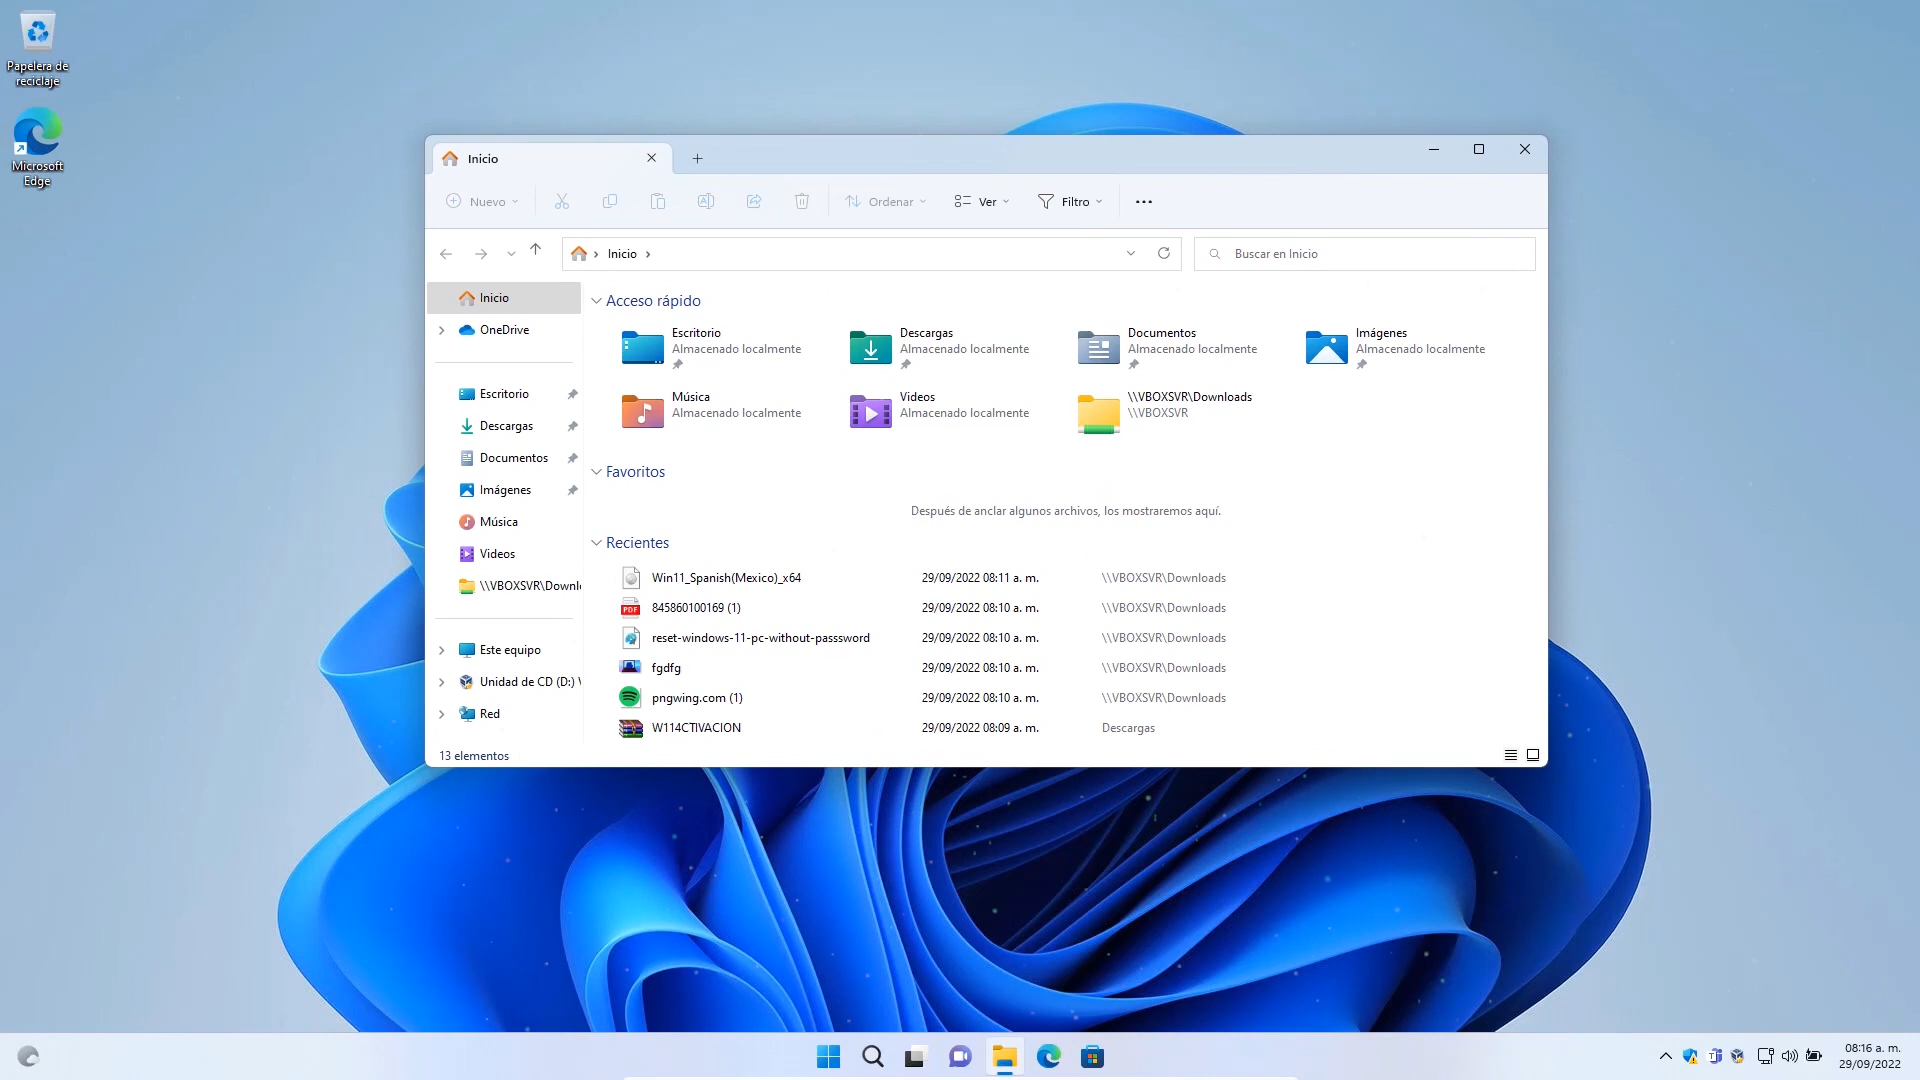 Papelera de
reciclaje
Microsoft
Edge
Inicio
Nuevo
Ordenar
Ver
Filtro
Inicio
Buscar en Inicio
Inicio
OneDrive
Escritorio
Descargas
Documentos
Imágenes
Música
Videos
\\VBOXSVR\Downl
Este equipo
Unidad de CD (D:) V
Red
Acceso rápido
Escritorio
Almacenado localmente
Descargas
Almacenado localmente
Documentos
Almacenado localmente
Imágenes
Almacenado localmente
Música
Almacenado localmente
Videos
Almacenado localmente
\\VBOXSVR\Downloads
\\VBOXSVR
Favoritos
Después de anclar algunos archivos, los mostraremos aquí.
Recientes
Win11_Spanish(Mexico)_x64 29/09/2022 08:11 a. m. \\VBOXSVR\Downloads
PDF 845860100169 (1) 29/09/2022 08:10 a. m. \\VBOXSVR\Downloads
reset-windows-11-pc-without-passsword 29/09/2022 08:10 a. m. \\VBOXSVR\Downloads
fgdfg 29/09/2022 08:10 a. m. \\VBOXSVR\Downloads
pngwing.com (1) 29/09/2022 08:10 a. m. \\VBOXSVR\Downloads
W114CTIVACION 29/09/2022 08:09 a. m. Descargas
13 elementos
08:16 a. m.
29/09/2022